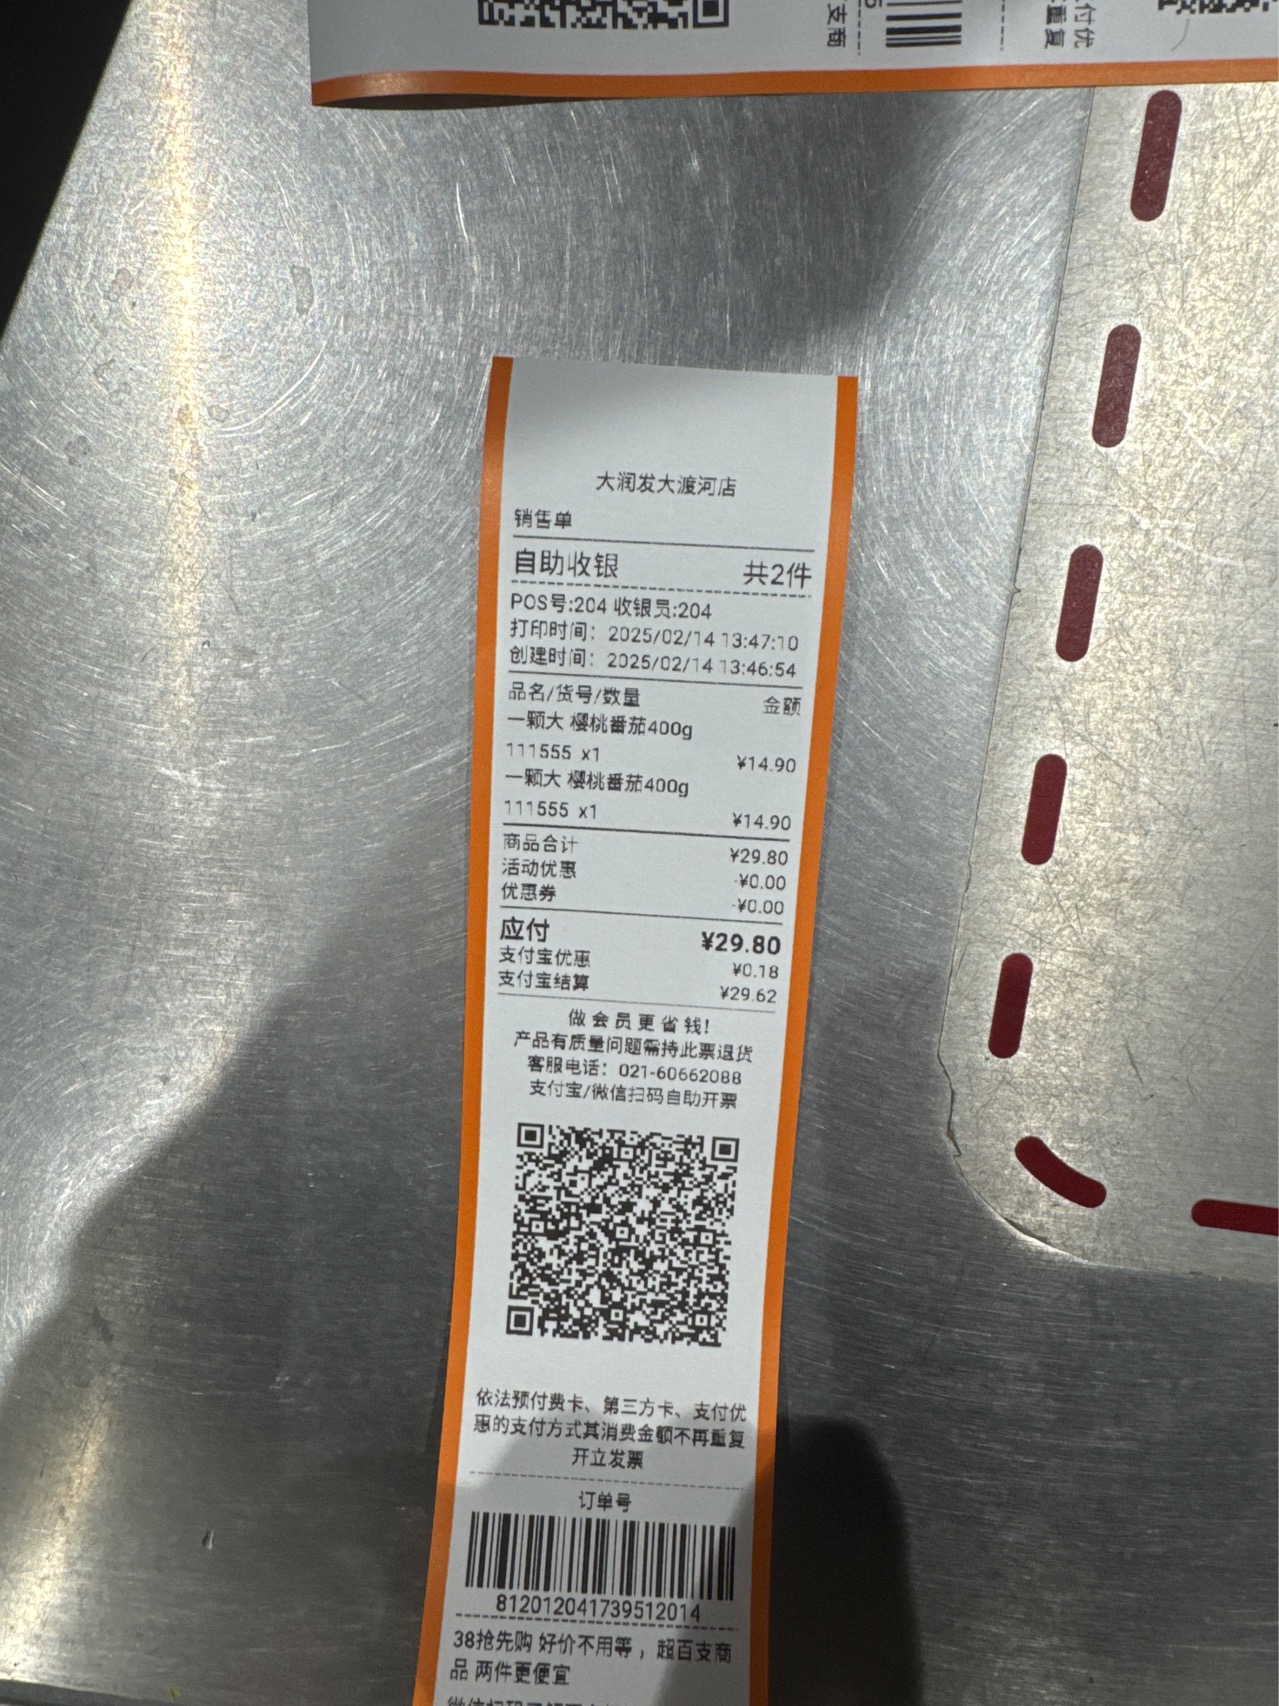 支商
付优
重复
大润发大渡河店
销售单
自助收银 共2件
POS号:204 收银员:204
打印时间: 2025/02/14 13:47:10
创建时间: 2025/02/14 13:46:54
品名/货号/数量 金额
一颗大 樱桃番茄400g
111555 x1 ¥14.90
一颗大 樱桃番茄400g
111555 x1 ¥14.90
商品合计 ¥29.80
活动优惠 -¥0.00
优惠券 -¥0.00
应付 ¥29.80
支付宝优惠 ¥0.18
支付宝结算 ¥29.62
做会员更省钱!
产品有质量问题需持此票退货
客服电话: 021-60662088
支付宝/微信扫码自助开票
依法预付费卡、第三方卡、支付优
惠的支付方式其消费金额不再重复
开立发票
订单号
812012041739512014
38抢先购 好价不用等，超百支商
品 两件更便宜